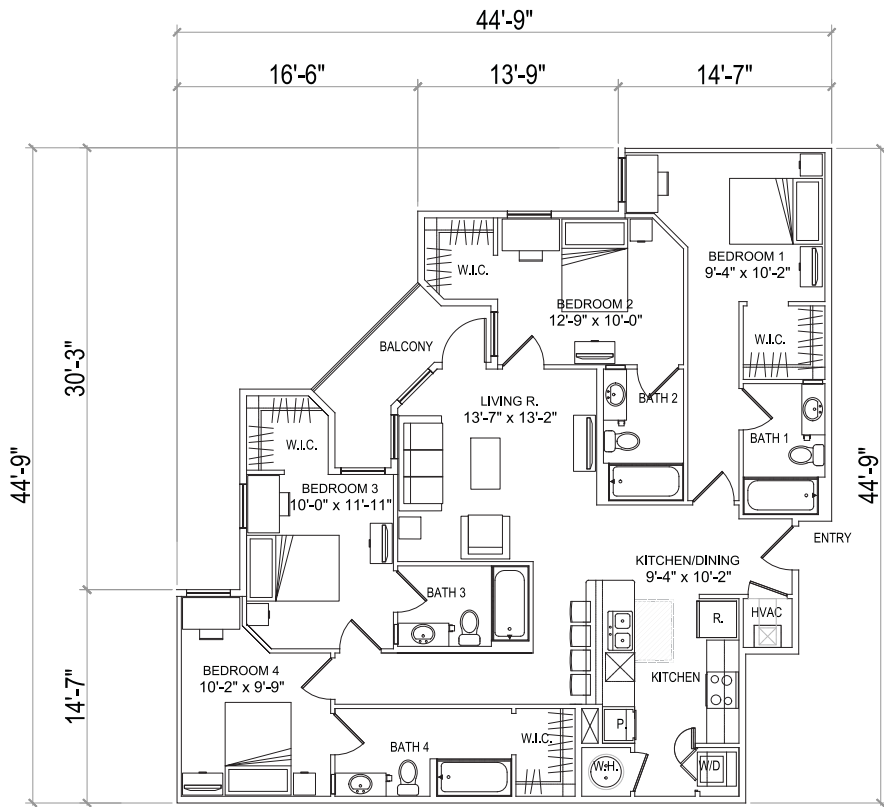 44'-9"
16'-6"
13'-9"
14'-7"
44'-9"
30'-3"
14'-7"
44'-9"
BEDROOM 1
9'-4" x 10'-2"
W.I.C.
BEDROOM 2
12'-9" x 10'-0"
W.I.C.
BALCONY
LIVING R.
13'-7" x 13'-2"
BATH 2
BATH 1
W.I.C.
BEDROOM 3
10'-0" x 11'-11"
ENTRY
KITCHEN/DINING
9'-4" x 10'-2"
BATH 3
HVAC
R.
BEDROOM 4
10'-2" x 9'-9"
KITCHEN
P.
BATH 4
W.I.C.
W.H.
W/D